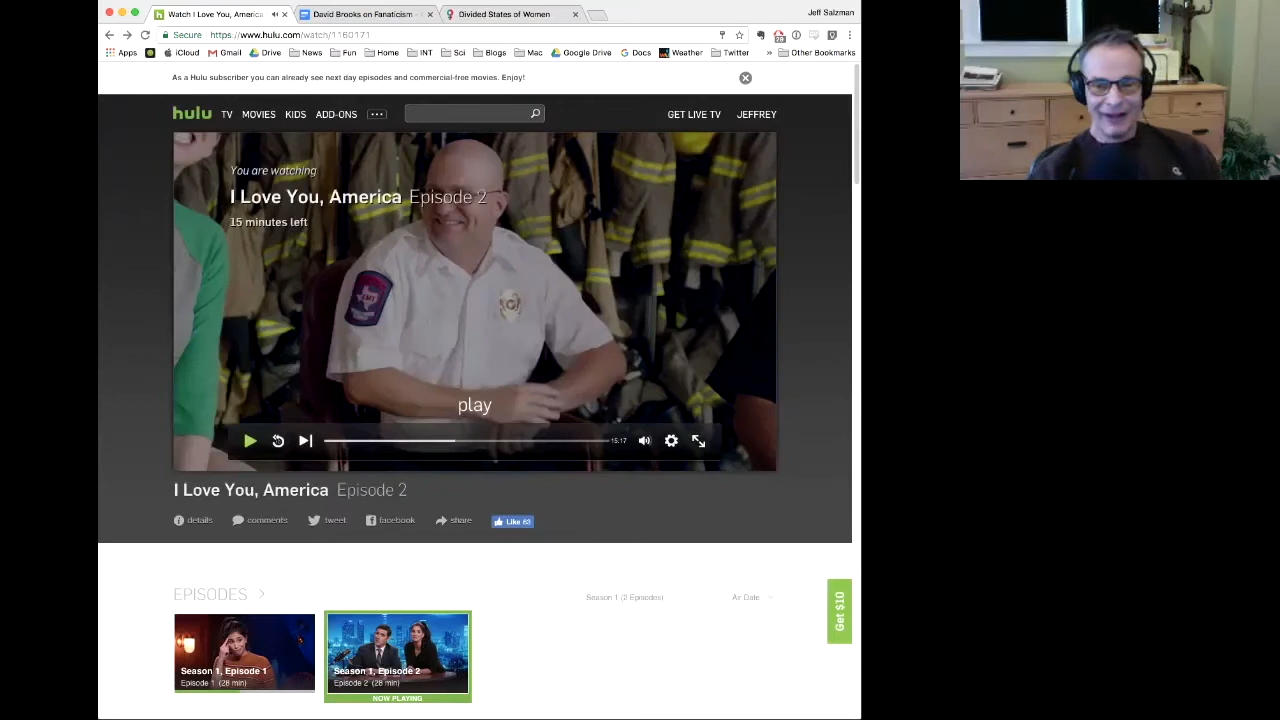 Watch I Love You, America
David Brooks on Fanaticism -
Divided States of Women
Jeff Salzman
Secure
https://www.hulu.com/watch/1160171
28
Apps
iCloud
Gmail
Drive
News
Fun
Home
INT
Sci
Blogs
Mac
Google Drive
Docs
Weather
Twitter
»
Other Bookmarks
As a Hulu subscriber you can already see next day episodes and commercial-free movies. Enjoy!
hulu
TV
MOVIES
KIDS
ADD-ONS
GET LIVE TV
JEFFREY
You are watching
I Love You, America Episode 2
15 minutes left
EMT
play
15:17
I Love You, America Episode 2
details
comments
tweet
facebook
share
Like 63
EPISODES
Season 1 (2 Episodes)
Air Date
Get $10
Season 1, Episode 1
Episode 1 (28 min)
Season 1, Episode 2
Episode 2 (28 min)
NOW PLAYING